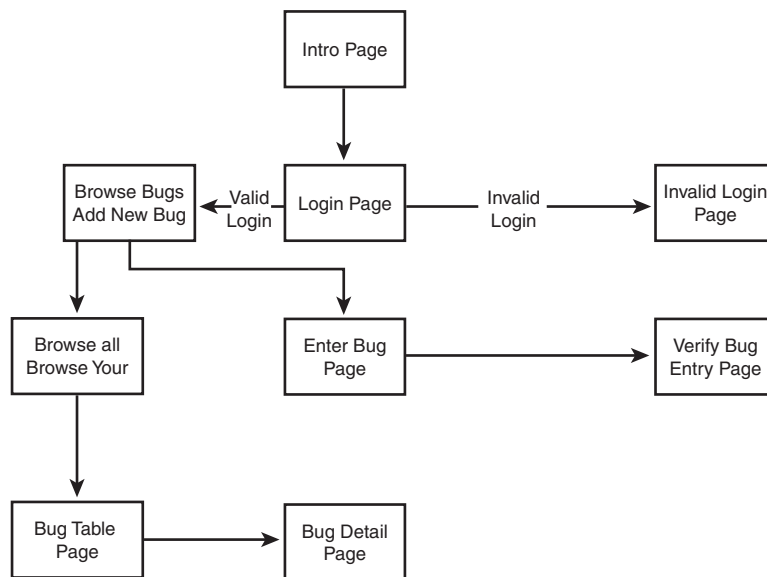 Intro Page
Browse Bugs
Add New Bug
Valid
Login
Login Page
Invalid
Login
Invalid Login
Page
Browse all
Browse Your
Enter Bug
Page
Verify Bug
Entry Page
Bug Table
Page
Bug Detail
Page